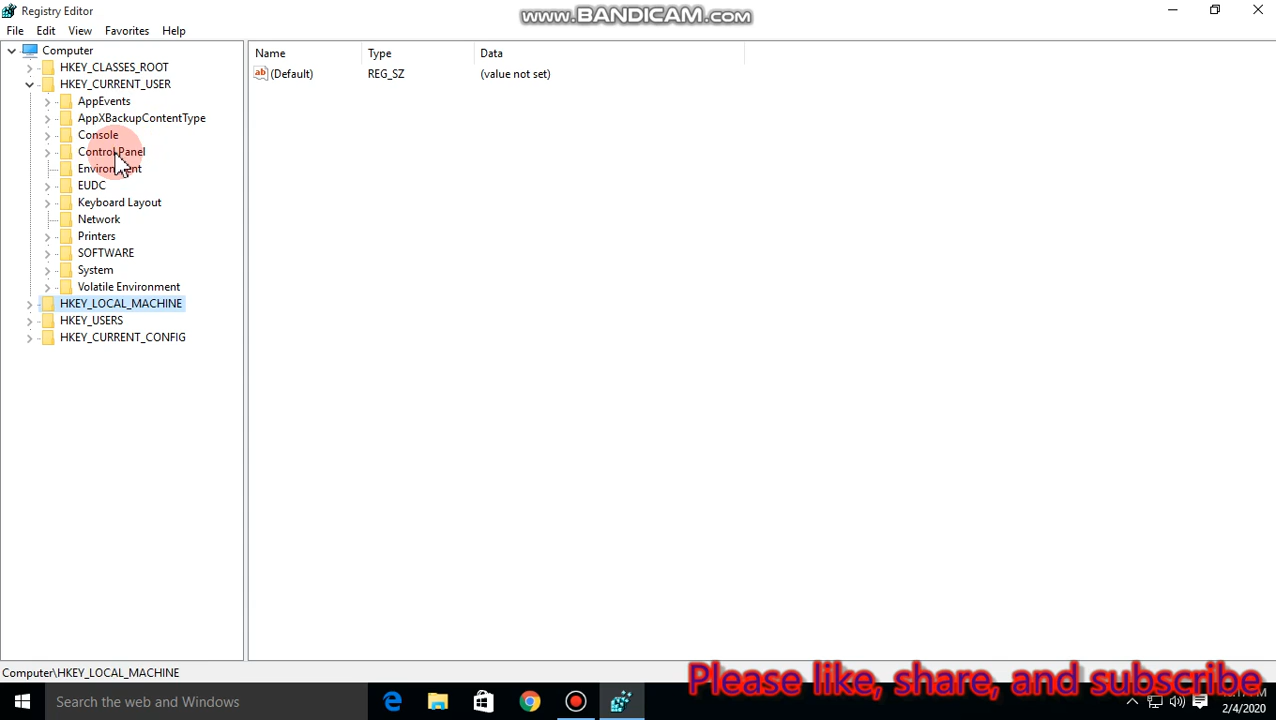 Registry Editor
www.BANDICAM.com
File Edit View Favorites Help
Computer
HKEY_CLASSES_ROOT
HKEY_CURRENT_USER
AppEvents
AppXBackupContentType
Console
Control Panel
EUDC
Keyboard Layout
Network
Printers
SOFTWARE
System
Volatile Environment
HKEY_LOCAL_MACHINE
HKEY_USERS
HKEY_CURRENT_CONFIG
Name Type Data
ab (Default) REG_SZ (value not set)
Computer\HKEY_LOCAL_MACHINE
Please like, share, and subscribe
Search the web and Windows
2/4/2020